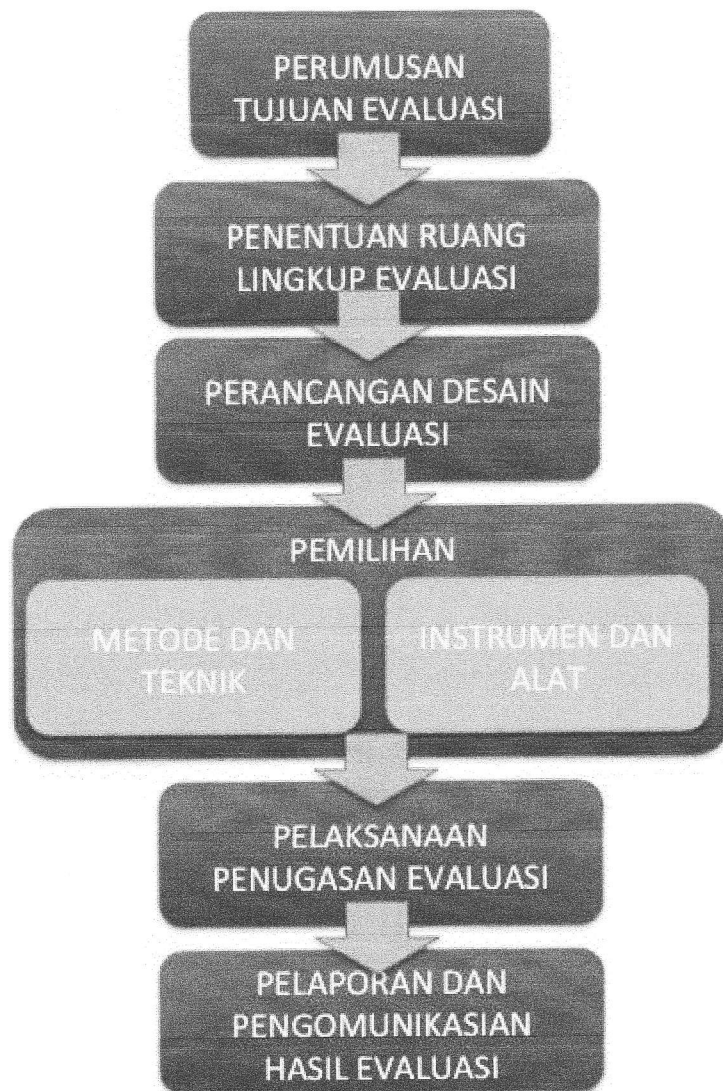 PERUMUSAN
TUJUAN EVALUASI
PENENTUAN RUANG
LINGKUP EVALUASI
PERANCANGAN DESAIN
EVALUASI
PEMILIHAN
METODE DAN
TEKNIK
INSTRUMEN DAN
ALAT
PELAKSANAAN
PENUGASAN EVALUASI
PELAPORAN DAN
PENGOMUNIKASIAN
HASIL EVALUASI